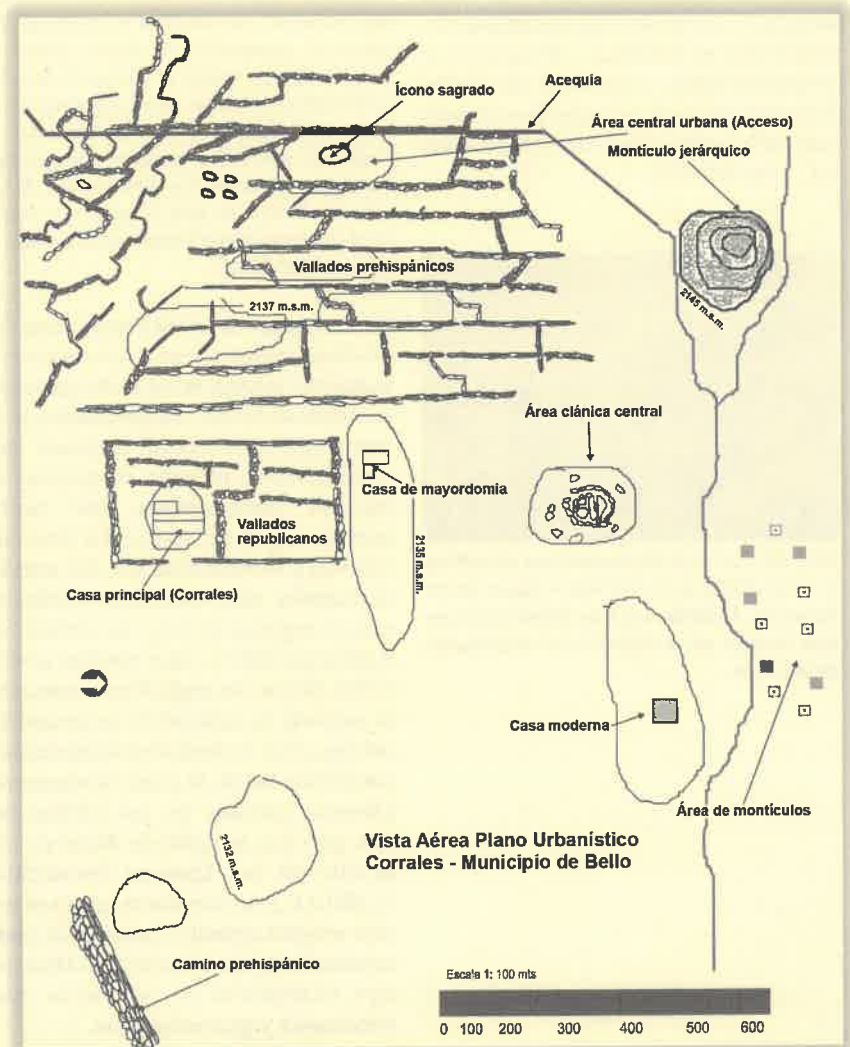 Ícono sagrado
Acequia
Área central urbana (Acceso)
Montículo jerárquico
Vallados prehispánicos
2137 m.s.m.
2145 m.s.m.
Área clánica central
Casa de mayordomia
Vallados
republicanos
2135 m.s.m.
Casa principal (Corrales)
Casa moderna
Área de montículos
2132 m.s.m.
Vista Aérea Plano Urbanístico
Corrales - Municipio de Bello
Camino prehispánico
Escala 1: 100 mts
0 100 200 300 400 500 600